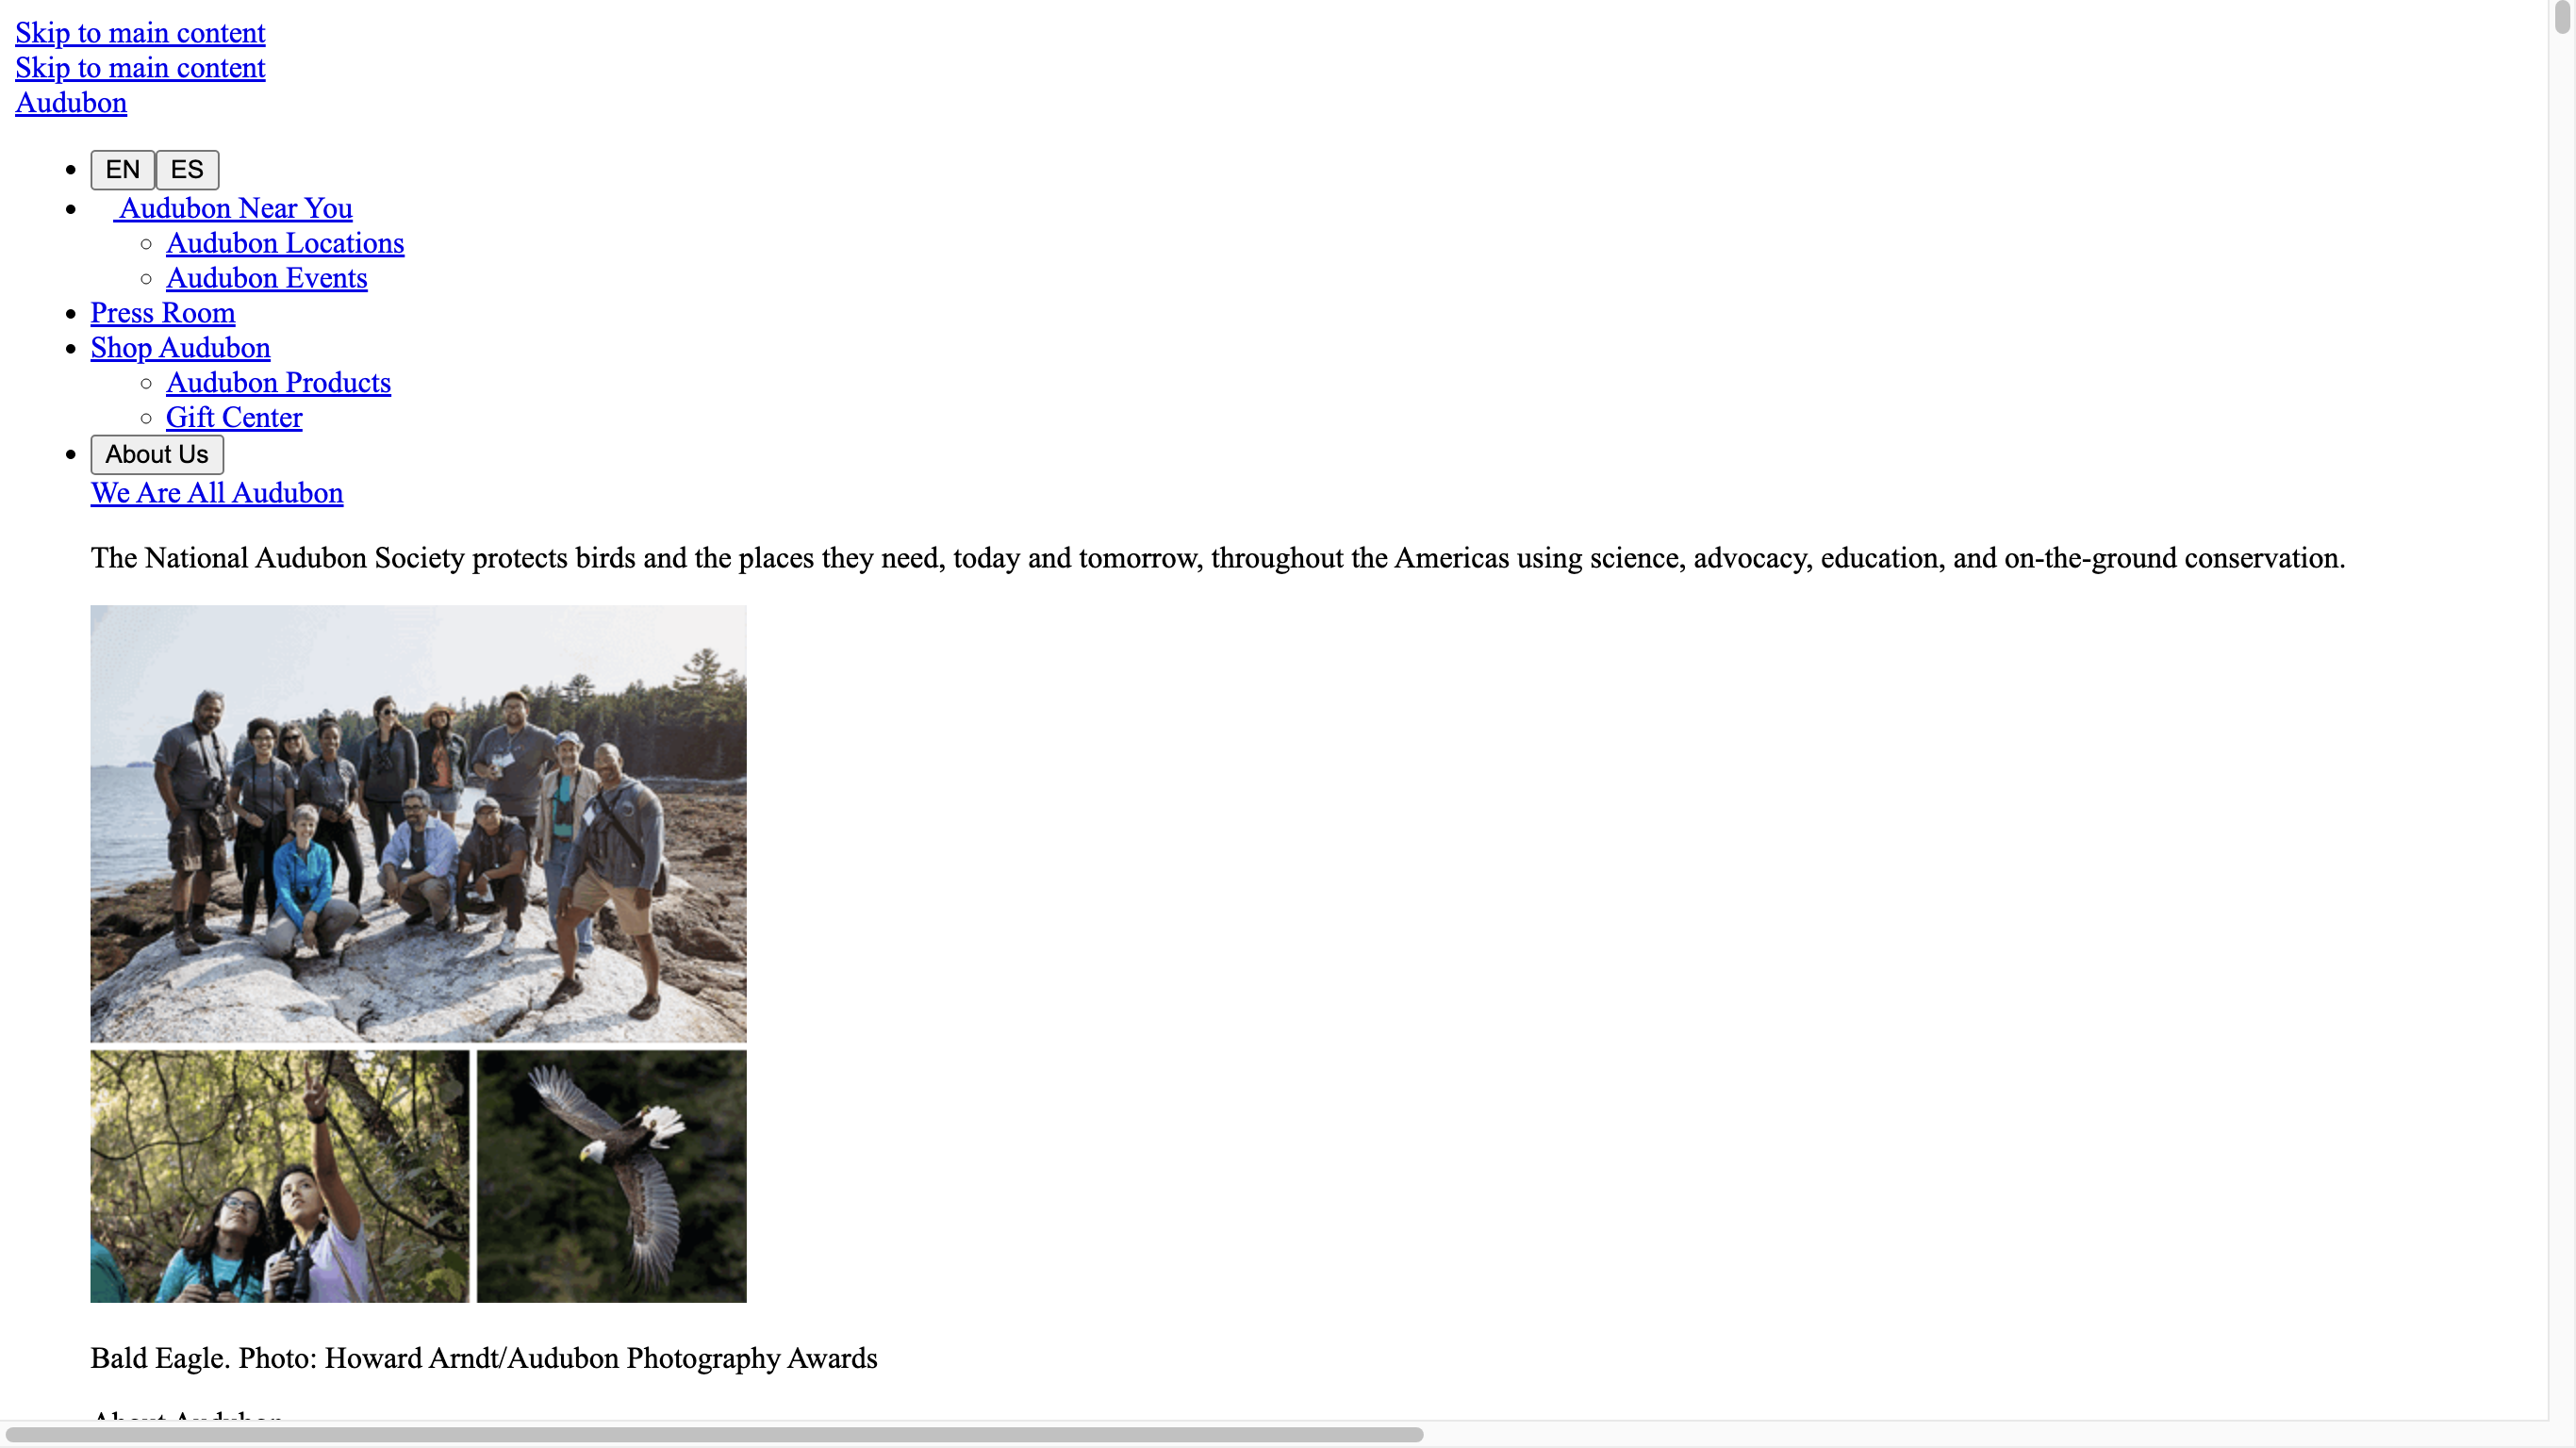 Skip to main content
Skip to main content
Audubon
EN ES
Audubon Near You
Audubon Locations
Audubon Events
Press Room
Shop Audubon
Audubon Products
Gift Center
About Us
We Are All Audubon
The National Audubon Society protects birds and the places they need, today and tomorrow, throughout the Americas using science, advocacy, education, and on-the-ground conservation.
Bald Eagle. Photo: Howard Arndt/Audubon Photography Awards
About Audubon